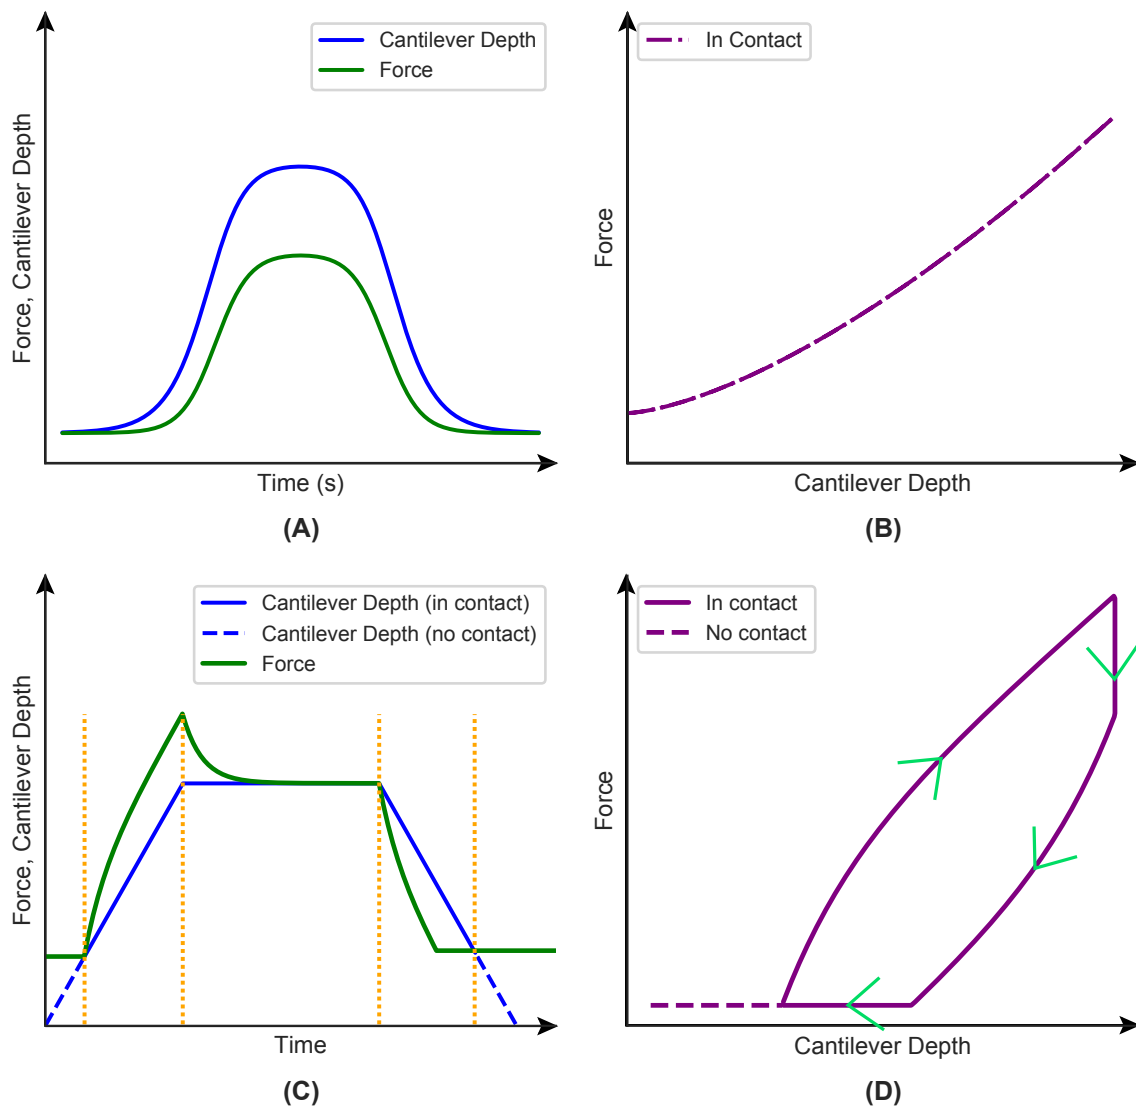 Cantilever Depth
Force
Force, Cantilever Depth
Time (s)
(A)
In Contact
Force
Cantilever Depth
(B)
Cantilever Depth (in contact)
Cantilever Depth (no contact)
Force
Force, Cantilever Depth
Time
(C)
In contact
No contact
Force
Cantilever Depth
(D)